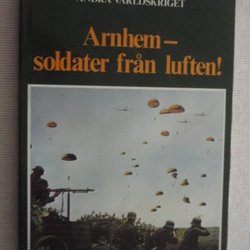 ANDRA VÄRLDSKRIGET
Arnhem –
soldater från luften!